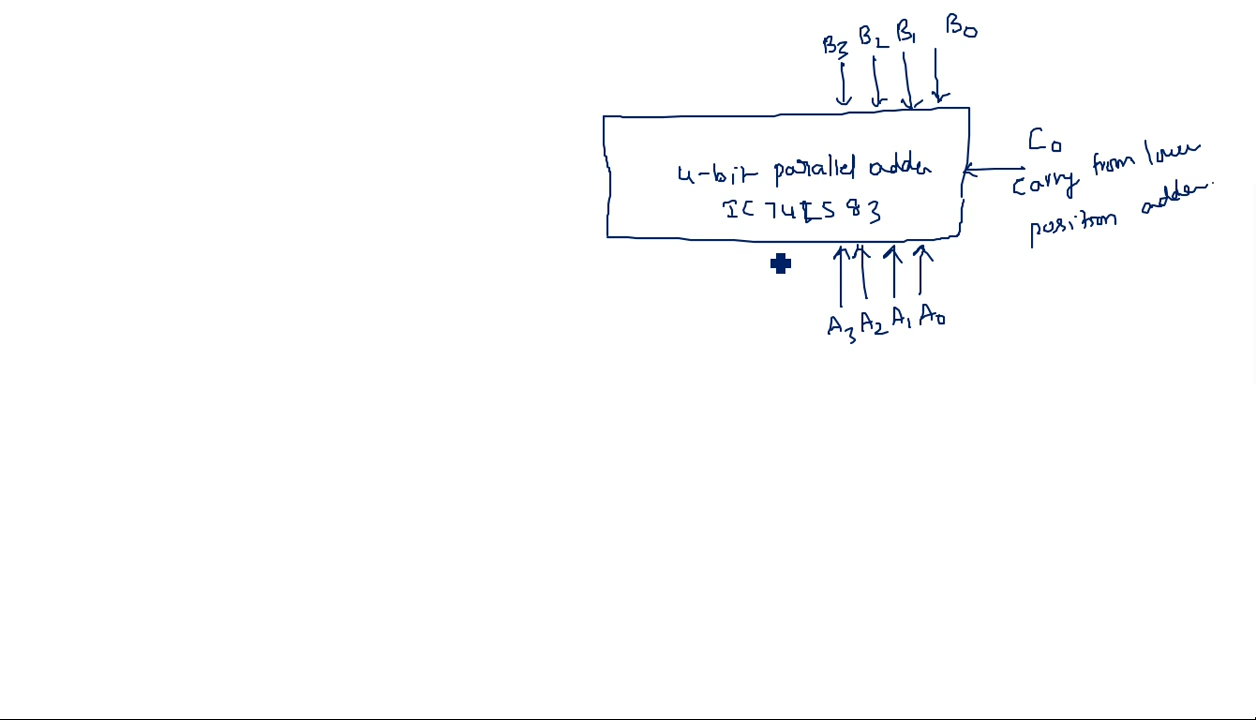 B3 B2 B1 B0
4-bit parallel adder
IC 74LS83
C0
Carry from lower
position adder.
A3 A2 A1 A0